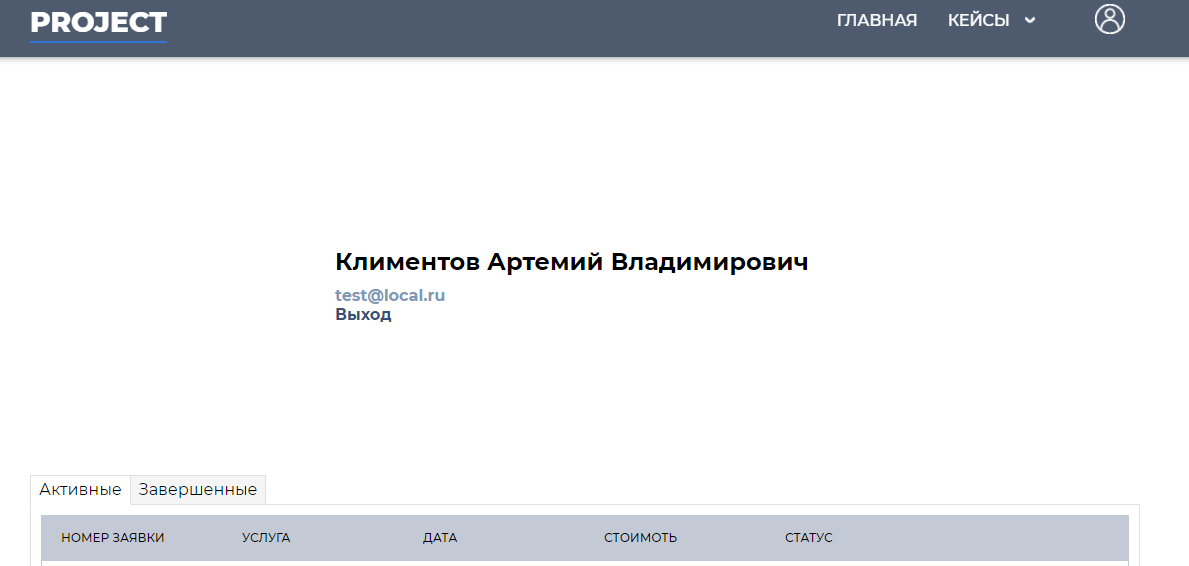 PROJECT ГЛАВНАЯ КЕЙСЫ
Климентов Артемий Владимирович
test@local.ru
Выход
Активные Завершенные
НОМЕР ЗАЯВКИ УСЛУГА ДАТА СТОИМОТЬ СТАТУС